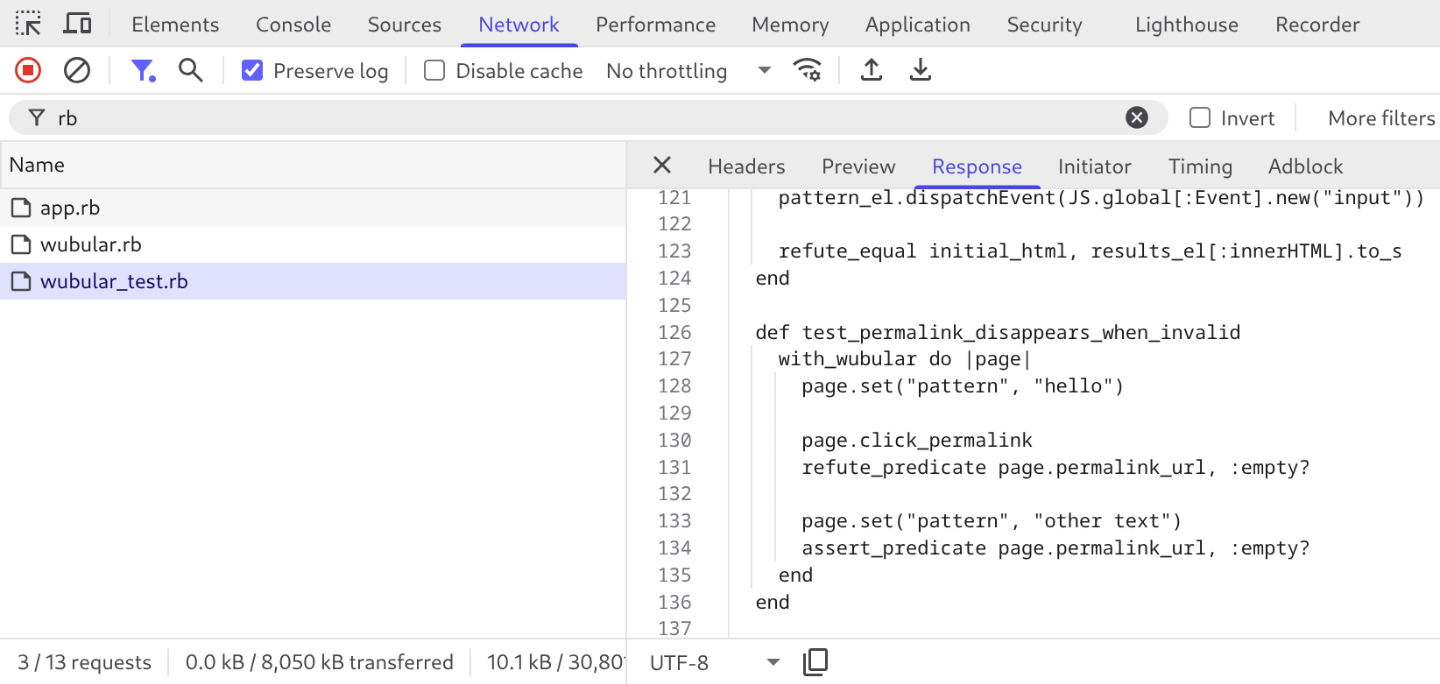 Elements Console Sources Network Performance Memory Application Security Lighthouse Recorder
Preserve log Disable cache No throttling
rb Invert More filters
Name
app.rb
wubular.rb
wubular_test.rb
3 / 13 requests 0.0 kB / 8,050 kB transferred 10.1 kB / 30,80
Headers Preview Response Initiator Timing Adblock
121 pattern_el.dispatchEvent(JS.global[:Event].new("input"))
122
123 refute_equal initial_html, results_el[:innerHTML].to_s
124 end
125
126 def test_permalink_disappears_when_invalid
127 with_wubular do |page|
128 page.set("pattern", "hello")
129
130 page.click_permalink
131 refute_predicate page.permalink_url, :empty?
132
133 page.set("pattern", "other text")
134 assert_predicate page.permalink_url, :empty?
135 end
136 end
137
UTF-8